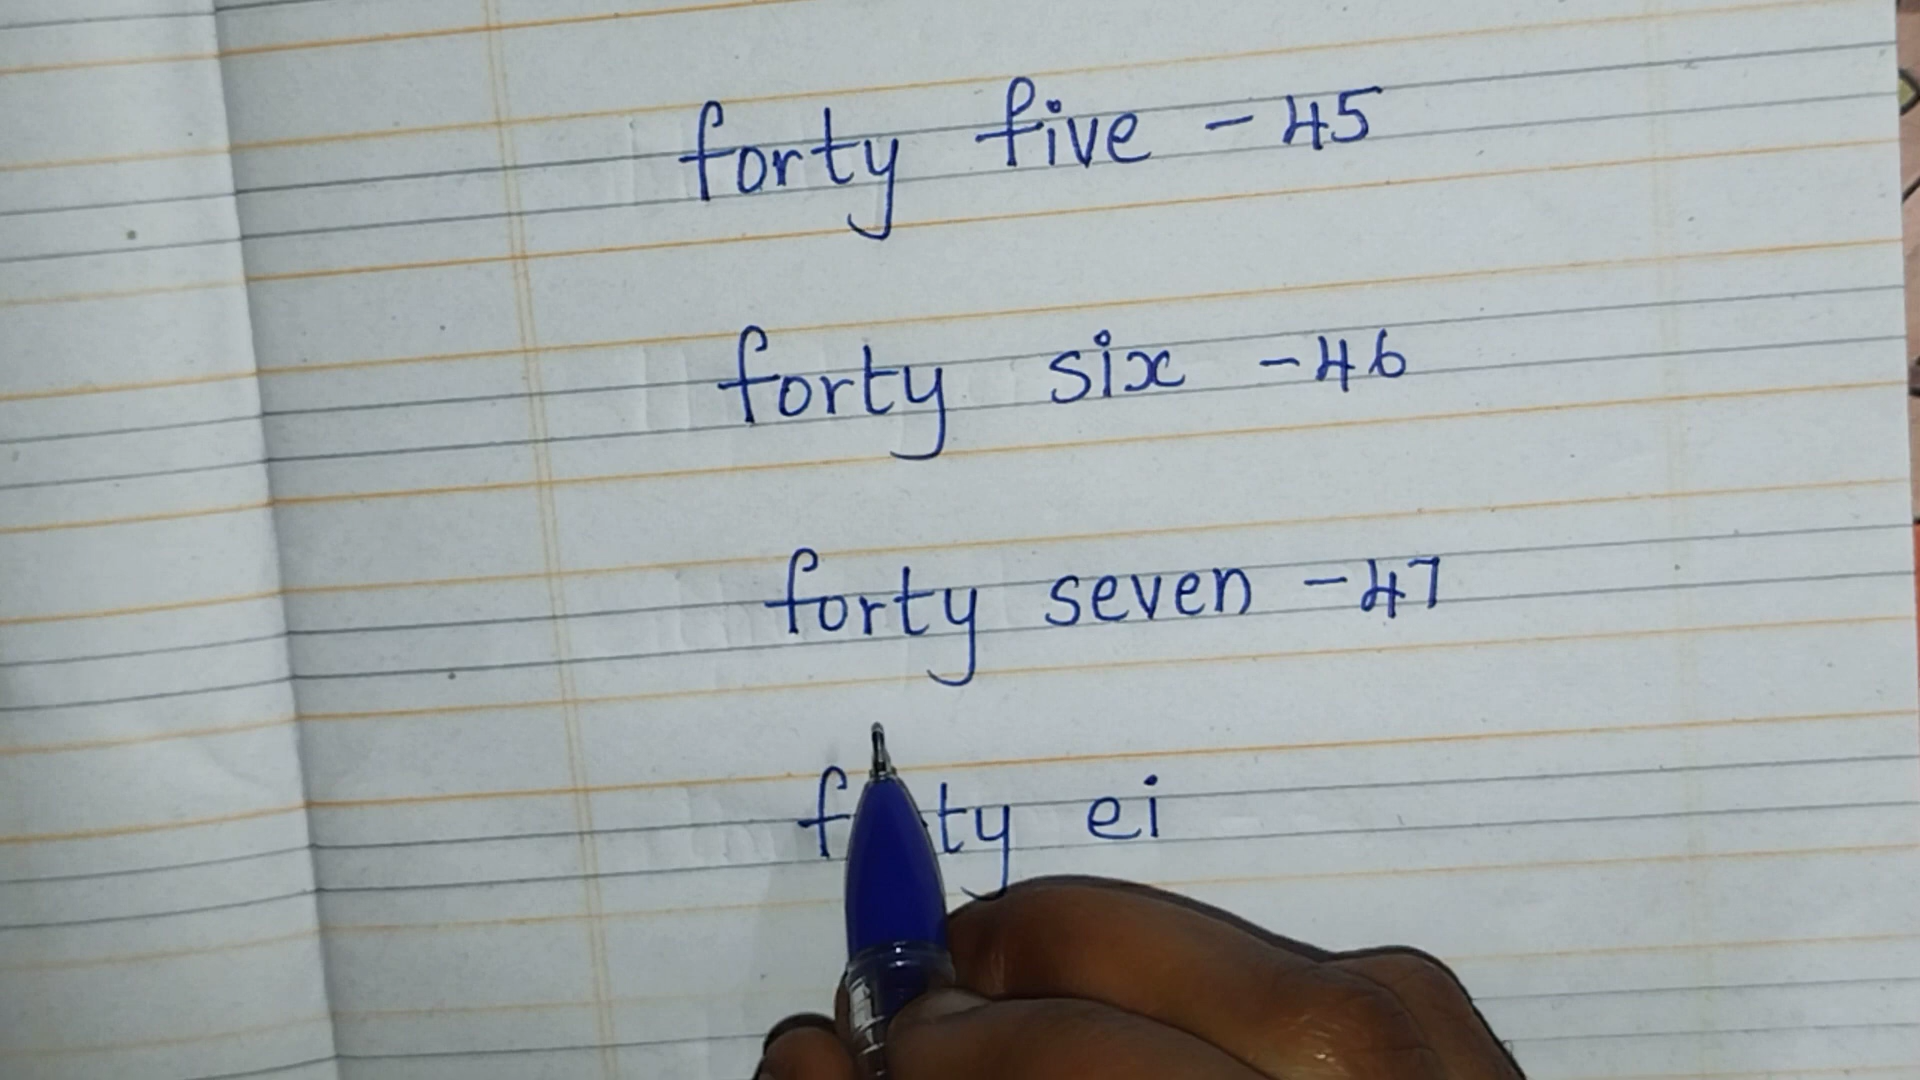 forty five - 45
forty six - 46
forty seven - 47
ei